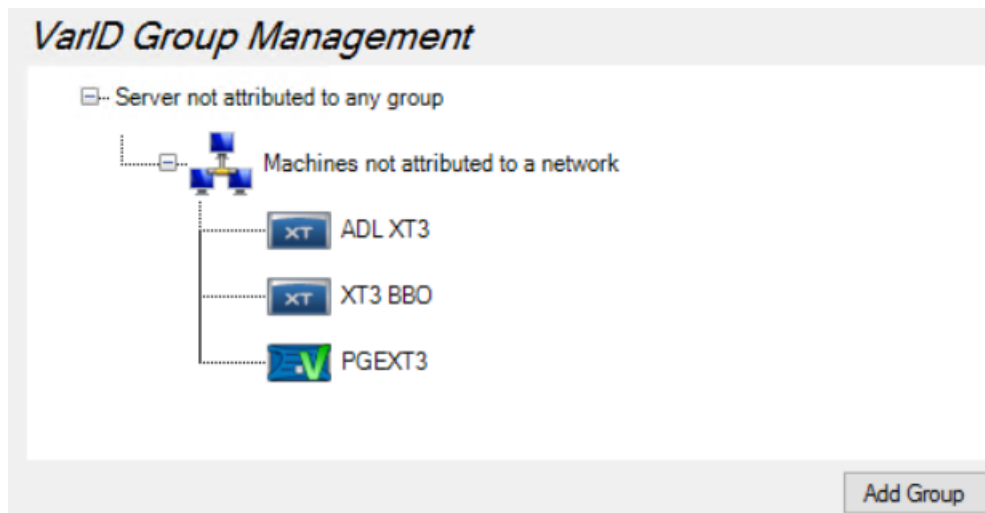 VarID Group Management
Server not attributed to any group
Machines not attributed to a network
XT ADL XT3
XT XT3 BBO
PGEXT3
Add Group